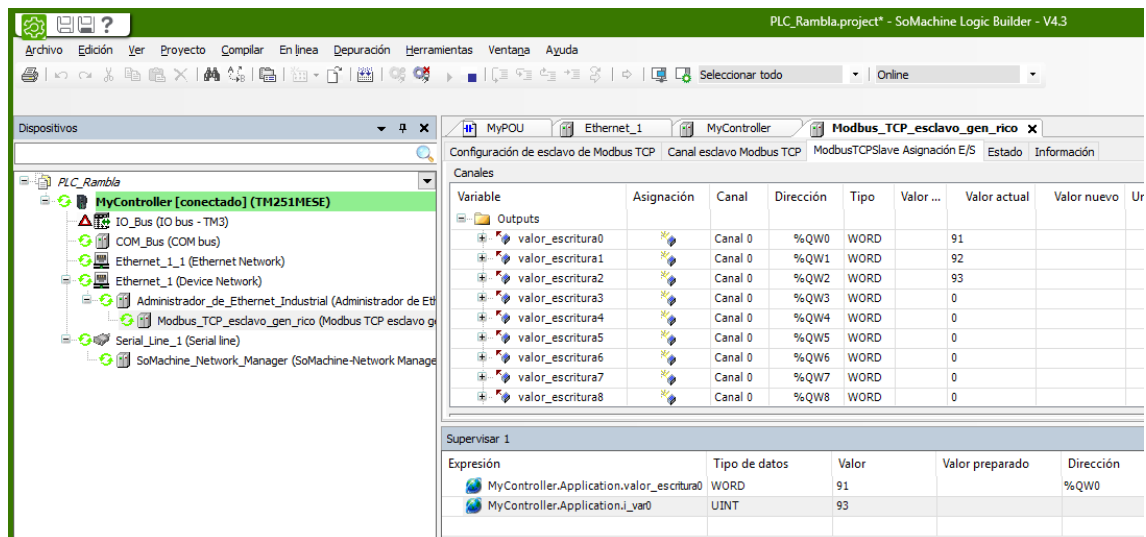 PLC_Rambla.project* - SoMachine Logic Builder - V4.3
Archivo Edición Ver Proyecto Compilar En línea Depuración Herramientas Ventana Ayuda
Seleccionar todo Online
Dispositivos
MyPOU Ethernet_1 MyController Modbus_TCP_esclavo_gen_rico
Configuración de esclavo de Modbus TCP Canal esclavo Modbus TCP ModbusTCPSlave Asignación E/S Estado Información
PLC_Rambla
MyController [conectado] (TM251MESE)
IO_Bus (IO bus - TM3)
COM_Bus (COM bus)
Ethernet_1_1 (Ethernet Network)
Ethernet_1 (Device Network)
Administrador_de_Ethernet_Industrial (Administrador de Eth
Modbus_TCP_esclavo_gen_rico (Modbus TCP esclavo g
Serial_Line_1 (Serial line)
SoMachine_Network_Manager (SoMachine-Network Manage
Canales
Variable Asignación Canal Dirección Tipo Valor ... Valor actual Valor nuevo Un
Outputs
valor_escritura0 Canal 0 %QW0 WORD 91
valor_escritura1 Canal 0 %QW1 WORD 92
valor_escritura2 Canal 0 %QW2 WORD 93
valor_escritura3 Canal 0 %QW3 WORD 0
valor_escritura4 Canal 0 %QW4 WORD 0
valor_escritura5 Canal 0 %QW5 WORD 0
valor_escritura6 Canal 0 %QW6 WORD 0
valor_escritura7 Canal 0 %QW7 WORD 0
valor_escritura8 Canal 0 %QW8 WORD 0
Supervisar 1
Expresión Tipo de datos Valor Valor preparado Dirección
MyController.Application.valor_escritura0 WORD 91 %QW0
MyController.Application.i_var0 UINT 93